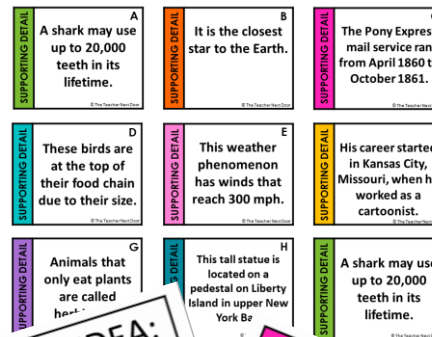 SUPPORTING DETAIL
A
A shark may use
up to 20,000
teeth in its
lifetime.
© The Teacher Next Door
SUPPORTING DETAIL
B
It is the closest
star to the Earth.
© The Teacher Next Door
SUPPORTING DETAIL
The Pony Express
mail service ran
from April 1860 t
October 1861.
© The Teacher Next Door
SUPPORTING DETAIL
D
These birds are
at the top of
their food chain
due to their size.
© The Teacher Next Door
SUPPORTING DETAIL
E
This weather
phenomenon
has winds that
reach 300 mph.
© The Teacher Next Door
SUPPORTING DETAIL
His career started
in Kansas City,
Missouri, when h
worked as a
cartoonist.
© The Teacher Next Door
SUPPORTING DETAIL
G
Animals that
only eat plants
are called
DETAIL
H
This tall statue is
located on a
pedestal on Liberty
Island in upper New
York
SUPPORTING DETAIL
A shark may use
up to 20,000
teeth in its
lifetime.
© The Teacher Next Door
IDEA: